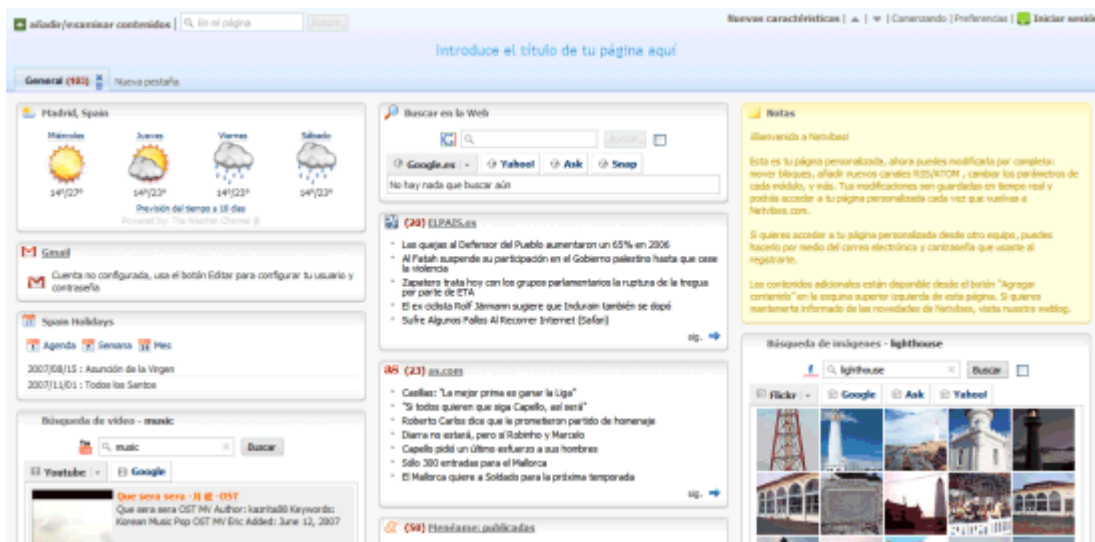 añadir/examinar contenidos | En mi página Buscar...
Nuevas caractéristicas | ▲ | ▼ | Comenzando | Preferencias | Iniciar sesión
Introduce el título de tu página aquí
General (103) Nueva pestaña
Madrid, Spain
Miércoles Jueves Viernes Sábado
14º/27º 14º/23º 14º/23º 14º/23º
Previsión del tiempo a 10 días
Powered by: The Weather Channel ®
Gmail
Cuenta no configurada, usa el botón Editar para configurar tu usuario y
contraseña
Spain Holidays
Agenda Semana Mes
2007/08/15 : Asunción de la Virgen
2007/11/01 : Todos los Santos
Búsqueda de vídeo - music
music Buscar
Youtube Google
Que sera sera -OST
Que sera sera OST MV Author: kazrita88 Keywords:
Korean Music Pop OST MV Eric Added: June 12, 2007
Buscar en la Web
Buscar...
Google.es Yahoo! Ask Snap
No hay nada que buscar aún
(20) ELPAIS.es
Las quejas al Defensor del Pueblo aumentaron un 65% en 2006
Al Fatah suspende su participación en el Gobierno palestino hasta que cese
la violencia
Zapatero trata hoy con los grupos parlamentarios la ruptura de la tregua
por parte de ETA
El ex ciclista Rolf Järmann sugiere que Indurain también se dopó
Sufre Algunos Fallos Al Recorrer Internet (Safari)
sig.
as (23) as.com
Casillas: "La mejor prima es ganar la Liga"
"Si todos quieren que siga Capello, así será"
Roberto Carlos dice que le prometieron partido de homenaje
Diarra no estará, pero sí Robinho y Marcelo
Capello pidió un último esfuerzo a sus hombres
Sólo 300 entradas para el Mallorca
El Mallorca quiere a Soldado para la próxima temporada
sig.
(50) Menéame: publicadas
Notas
¡Bienvenido a Netvibes!
Esta es tu página personalizada, ahora puedes modificarla por completo:
mover bloques, añadir nuevos canales RSS/ATOM , cambiar los parámetros de
cada módulo, y más. Tus modificaciones son guardadas en tiempo real y
podrás acceder a tu página personalizada cada vez que vuelvas a
Netvibes.com.
Si quieres acceder a tu página personalizada desde otro equipo, puedes
hacerlo por medio del correo electrónico y contraseña que usaste al
registrarte.
Los contenidos adicionales están disponible desde el botón "Agregar
contenido" en la esquina superior izquierda de esta página. Si quieres
mantenerte informado de las novedades de Netvibes, visita nuestro weblog.
Búsqueda de imágenes - lighthouse
lighthouse Buscar
Flickr Google Ask Yahoo!